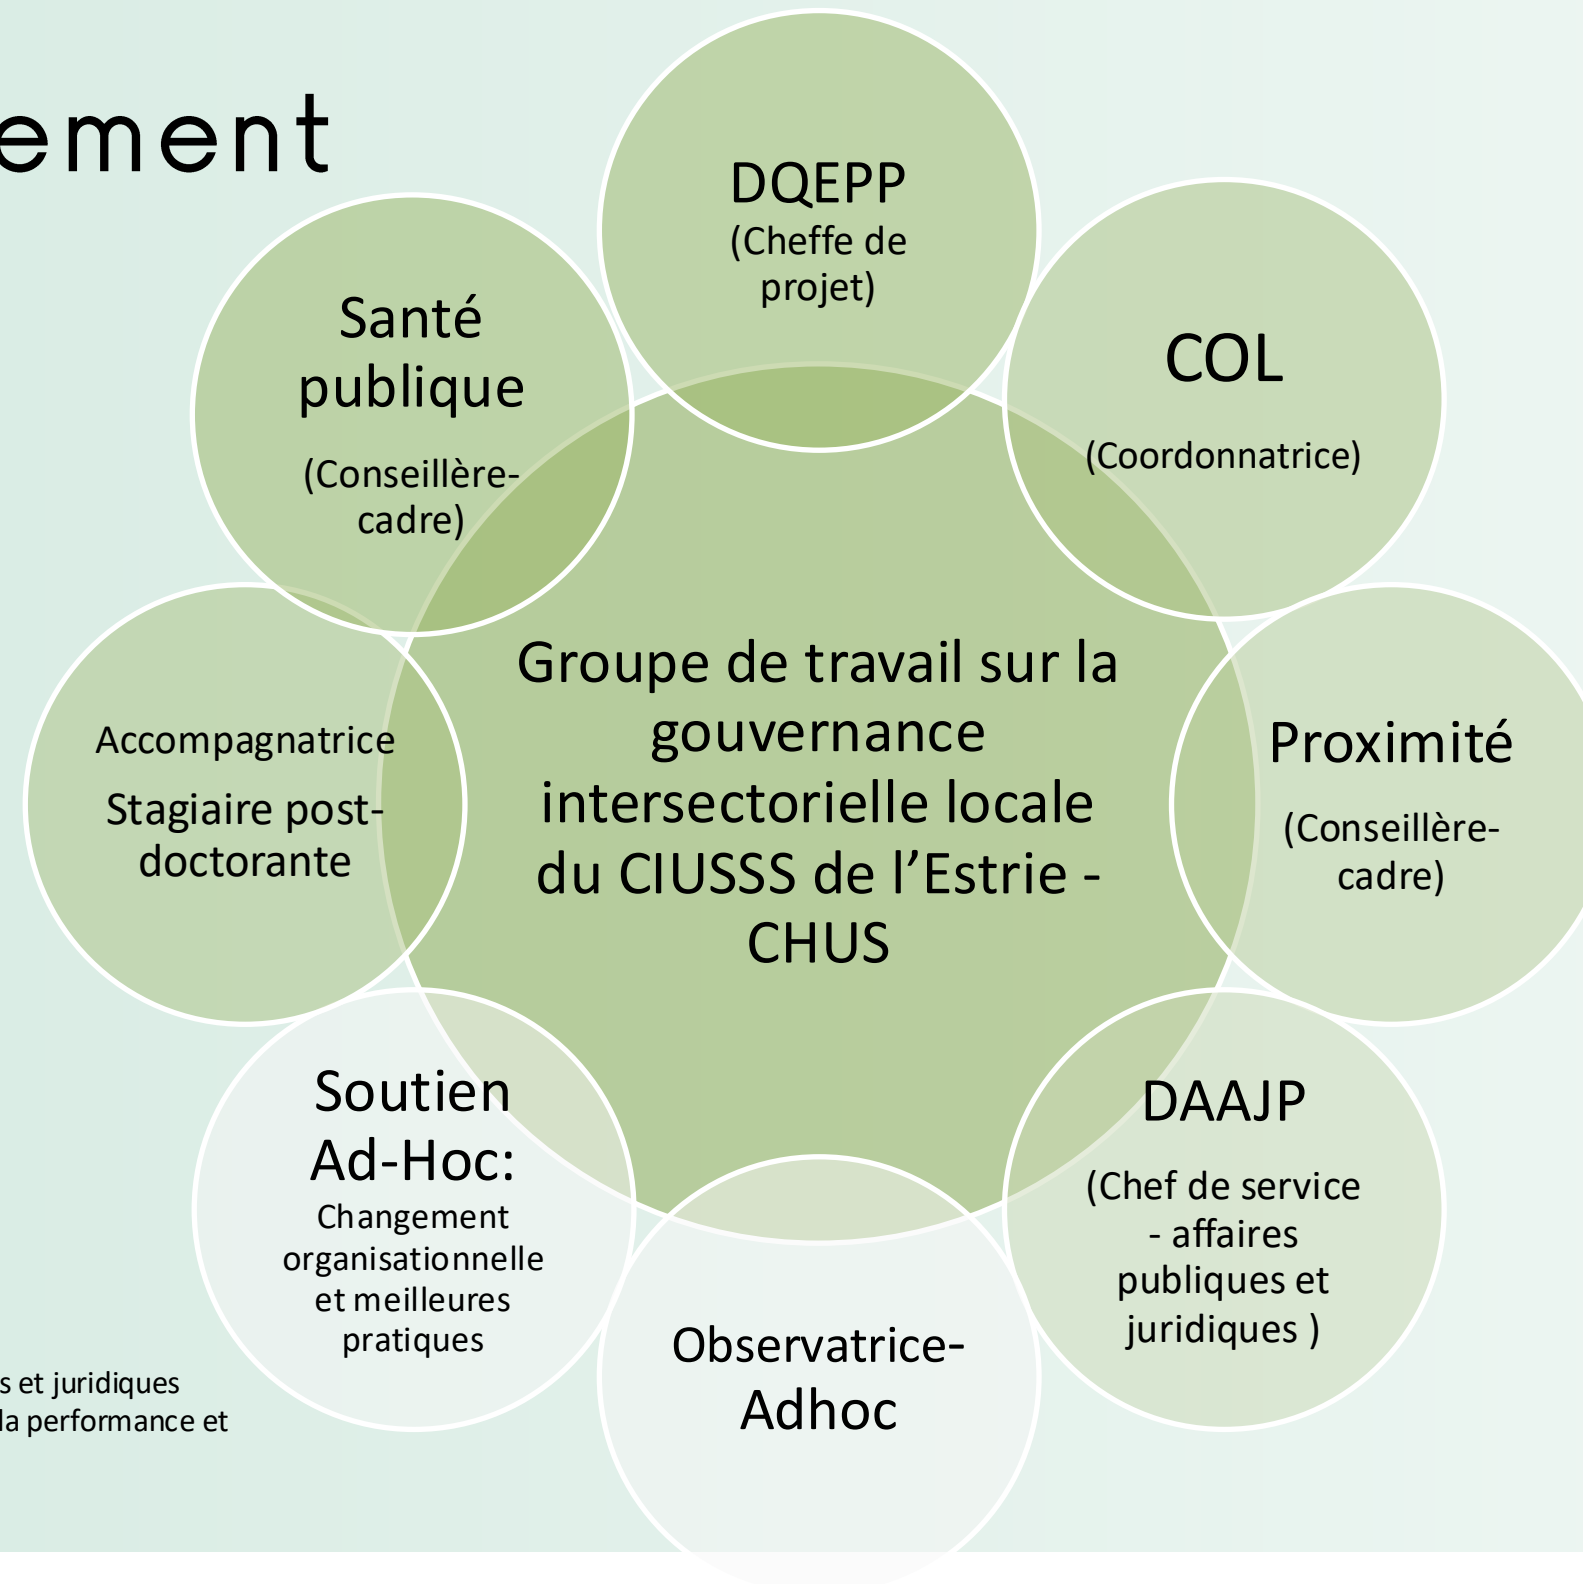 ement
DQEPP
(Cheffe de
projet)
Santé
publique
(Conseillère-
cadre)
COL
(Coordonnatrice)
Accompagnatrice
Stagiaire post-
doctorante
Groupe de travail sur la
gouvernance
intersectorielle locale
du CIUSSS de l’Estrie -
CHUS
Proximité
(Conseillère-
cadre)
Soutien
Ad-Hoc:
Changement
organisationnelle
et meilleures
pratiques
DAAJP
(Chef de service
- affaires
publiques et
juridiques )
Observatrice-
Adhoc
s et juridiques
la performance et